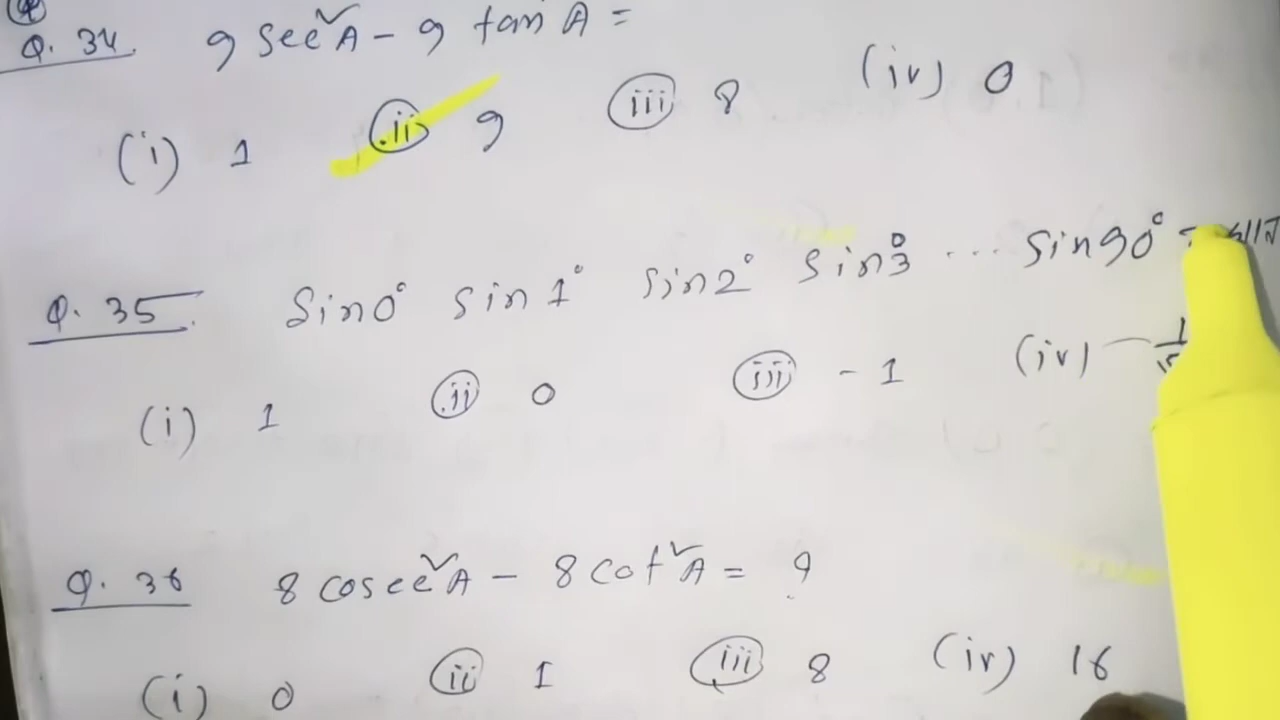 Q. 34. 9 sec²A - 9 tan²A =
(i) 1 (ii) 9 (iii) 8 (iv) 0
Q. 35. sin0° sin1° sin2° sin3° ... sin90° =
(i) 1 (ii) 0 (iii) -1 (iv)
Q. 36 8 cosec²A - 8 cot²A = ?
(i) 0 (ii) 1 (iii) 8 (iv) 16